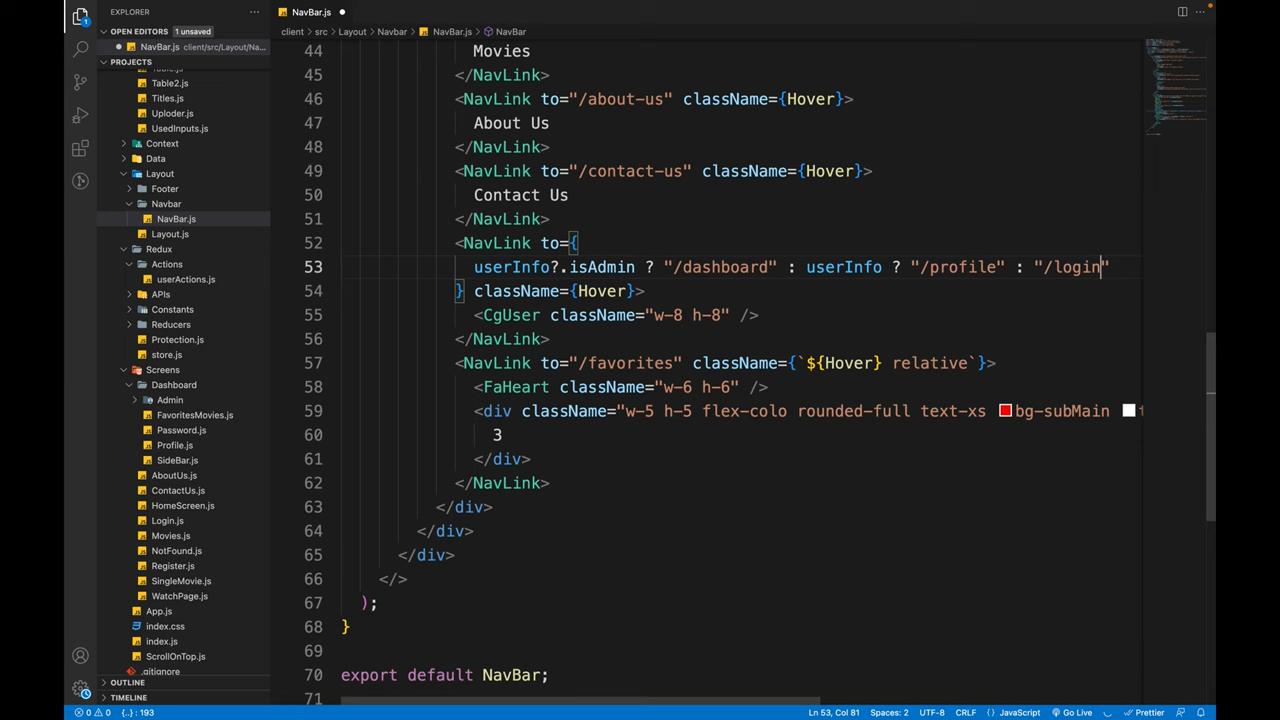 EXPLORER
NavBar.js
OPEN EDITORS 1 unsaved
NavBar.js client/src/Layout/Na...
PROJECTS
Table2.js
Titles.js
Uploder.js
UsedInputs.js
Context
Data
Layout
Footer
Navbar
NavBar.js
Layout.js
Redux
Actions
userActions.js
APIs
Constants
Reducers
Protection.js
store.js
Screens
Dashboard
Admin
FavoritesMovies.js
Password.js
Profile.js
SideBar.js
AboutUs.js
ContactUs.js
HomeScreen.js
Login.js
Movies.js
NotFound.js
Register.js
SingleMovie.js
WatchPage.js
App.js
index.css
index.js
ScrollOnTop.js
.gitignore
OUTLINE
TIMELINE
client > src > Layout > Navbar > NavBar.js > NavBar
44 Movies
45 </NavLink>
46 <NavLink to="/about-us" className={Hover}>
47 About Us
48 </NavLink>
49 <NavLink to="/contact-us" className={Hover}>
50 Contact Us
51 </NavLink>
52 <NavLink to={
53 userInfo?.isAdmin ? "/dashboard" : userInfo ? "/profile" : "/login"
54 } className={Hover}>
55 <CgUser className="w-8 h-8" />
56 </NavLink>
57 <NavLink to="/favorites" className={`${Hover} relative`}>
58 <FaHeart className="w-6 h-6" />
59 <div className="w-5 h-5 flex-colo rounded-full text-xs bg-subMain
60 3
61 </div>
62 </NavLink>
63 </div>
64 </div>
65 </div>
66 </>
67 );
68 }
69
70 export default NavBar;
71
0 0 {..} : 193 Ln 53, Col 81 Spaces: 2 UTF-8 CRLF {} JavaScript Go Live Prettier